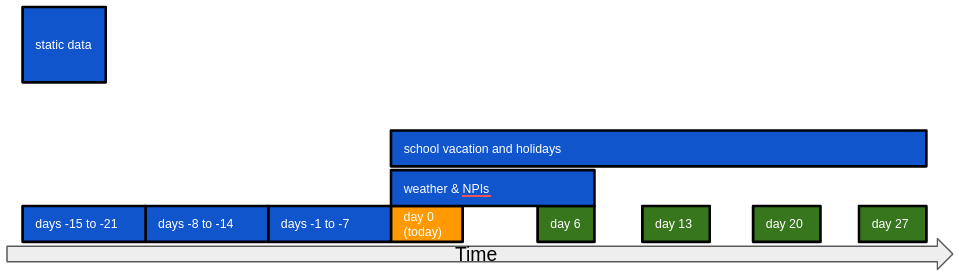 static data
school vacation and holidays
weather & NPIs
days -15 to -21
days -8 to -14
days -1 to -7
day 0
(today)
day 6
day 13
day 20
day 27
Time